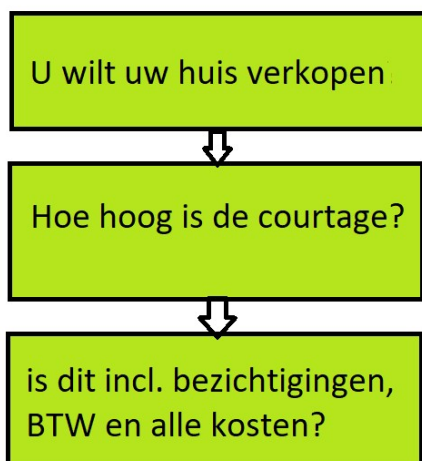 U wilt uw huis verkopen
Hoe hoog is de courtage?
is dit incl. bezichtigingen,
BTW en alle kosten?